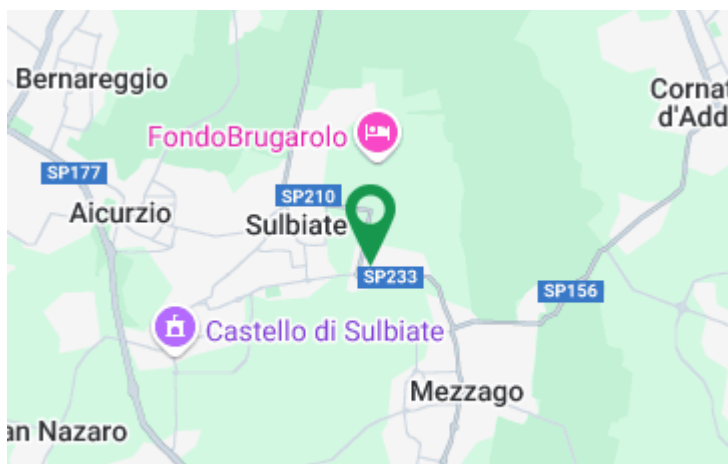 Bernareggio
Cornat
d'Add
FondoBrugarolo
SP177
SP210
Aicurzio
Sulbiate
SP233
SP156
Castello di Sulbiate
Mezzago
an Nazaro